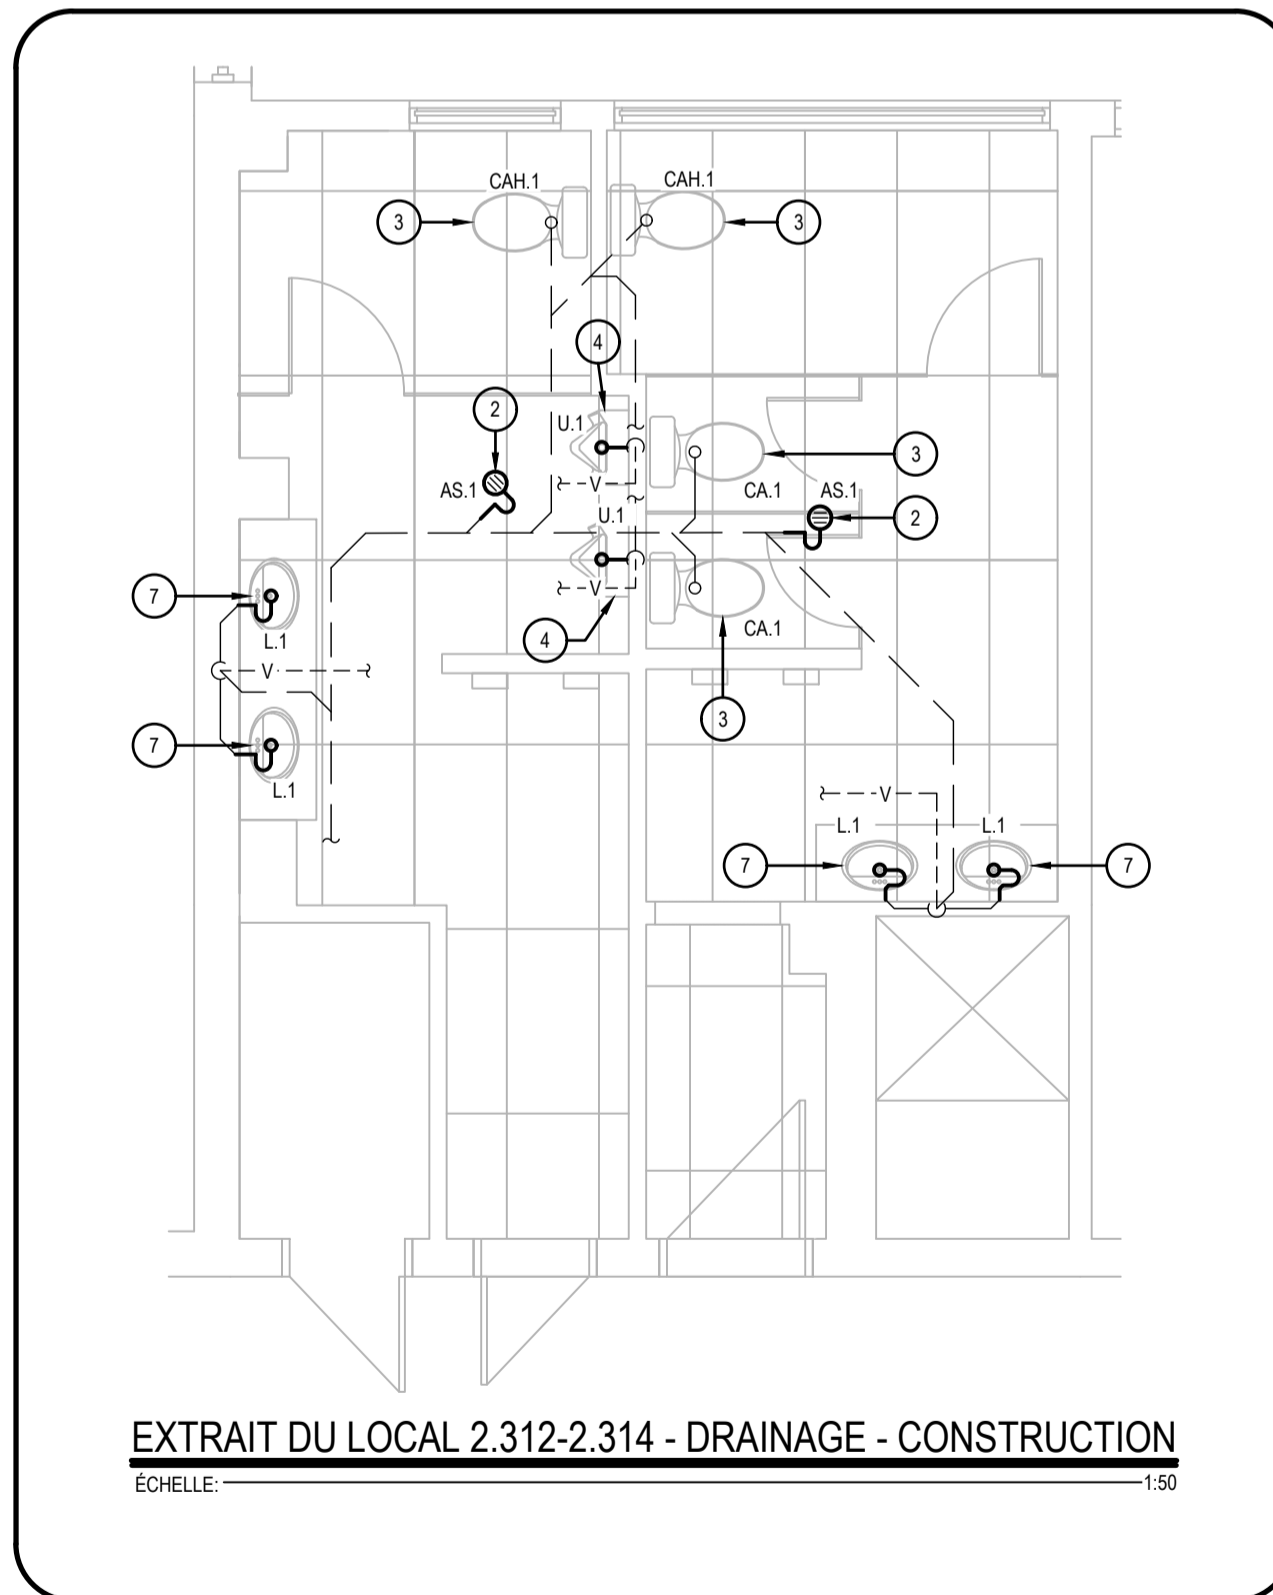 CAH.1
CAH.1
3
3
4
2
U.1
3
V
AS.1
CA.1
AS.1
U.1
2
7
V
L.1
4
CA.1
V
3
7
L.1
V
L.1
L.1
7
7
EXTRAIT DU LOCAL 2.312-2.314 - DRAINAGE - CONSTRUCTION
ÉCHELLE: 1:50